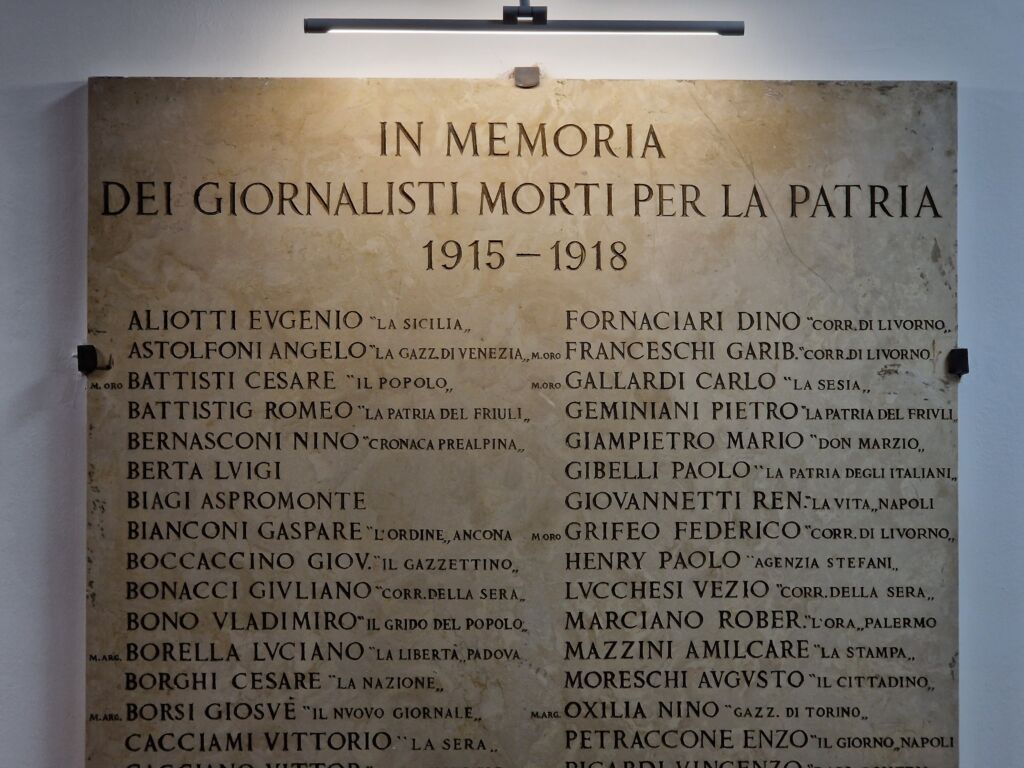 IN MEMORIA
DEI GIORNALISTI MORTI PER LA PATRIA
1915 – 1918
ALIOTTI EVGENIO "LA SICILIA„
ASTOLFONI ANGELO "LA GAZZ. DI VENEZIA„
M. ORO BATTISTI CESARE "IL POPOLO„
BATTISTIG ROMEO "LA PATRIA DEL FRIULI„
BERNASCONI NINO "CRONACA PREALPINA„
BERTA LVIGI
BIAGI ASPROMONTE
BIANCONI GASPARE "L'ORDINE„ ANCONA
BOCCACCINO GIOV. "IL GAZZETTINO„
BONACCI GIVLIANO "CORR. DELLA SERA„
BONO VLADIMIRO "IL GRIDO DEL POPOLO„
M. ARG. BORELLA LVCIANO "LA LIBERTÀ„ PADOVA
BORGHI CESARE "LA NAZIONE„
M. ARG. BORSI GIOSVÈ "IL NVOVO GIORNALE„
CACCIAMI VITTORIO "LA SERA„
FORNACIARI DINO "CORR. DI LIVORNO„
M. ORO FRANCESCHI GARIB. "CORR. DI LIVORNO„
M. ORO GALLARDI CARLO "LA SESIA„
GEMINIANI PIETRO "LA PATRIA DEL FRIVLI„
GIAMPIETRO MARIO "DON MARZIO„
GIBELLI PAOLO "LA PATRIA DEGLI ITALIANI„
GIOVANNETTI REN. "LA VITA„ NAPOLI
M. ORO GRIFEO FEDERICO "CORR. DI LIVORNO„
HENRY PAOLO "AGENZIA STEFANI„
LVCCHESI VEZIO "CORR. DELLA SERA„
MARCIANO ROBER. "L'ORA„ PALERMO
MAZZINI AMILCARE "LA STAMPA„
MORESCHI AVGVSTO "IL CITTADINO„
M. ARG. OXILIA NINO "GAZZ. DI TORINO„
PETRACCONE ENZO "IL GIORNO„ NAPOLI